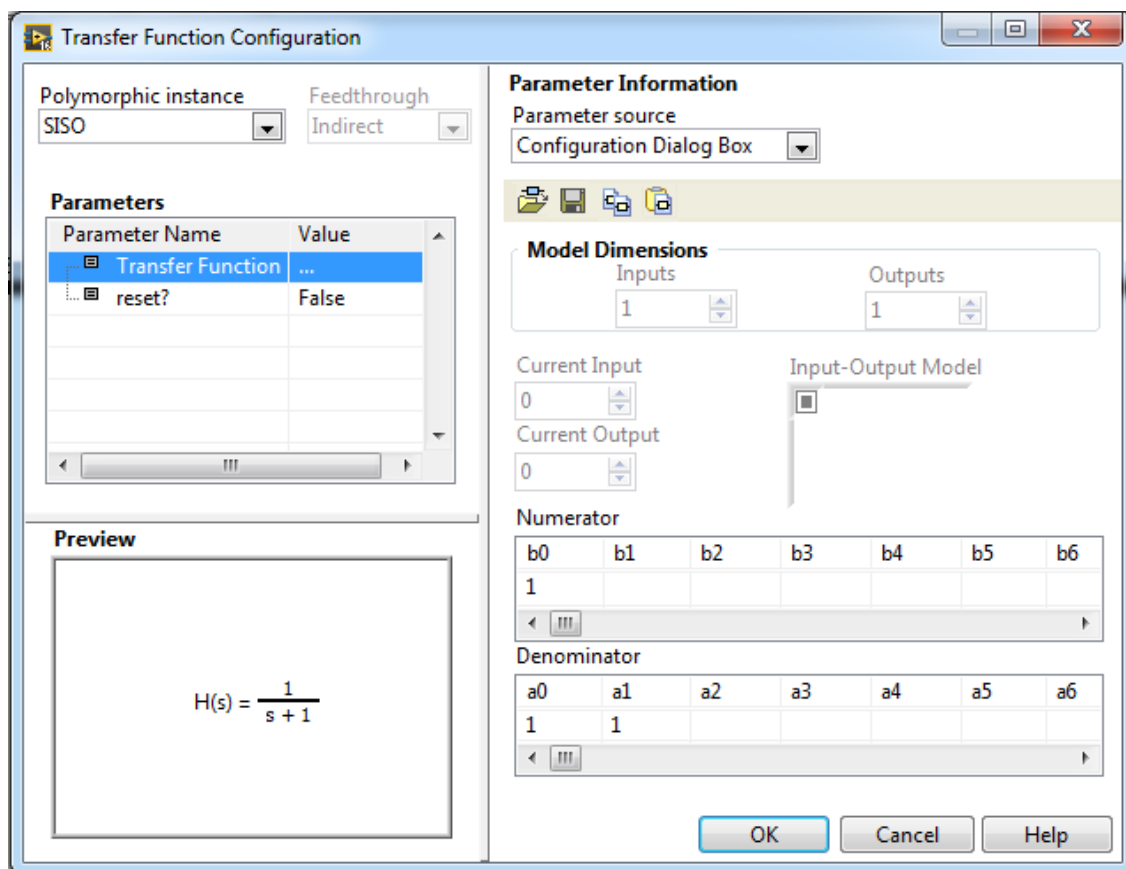 Transfer Function Configuration
Polymorphic instance
SISO
Feedthrough
Indirect
Parameters
Parameter Name Value
Transfer Function ...
reset? False
Preview
H(s) = 1
s + 1
Parameter Information
Parameter source
Configuration Dialog Box
Model Dimensions
Inputs Outputs
1 1
Current Input
0
Current Output
0
Input-Output Model
Numerator
b0 b1 b2 b3 b4 b5 b6
1
Denominator
a0 a1 a2 a3 a4 a5 a6
1 1
OK Cancel Help